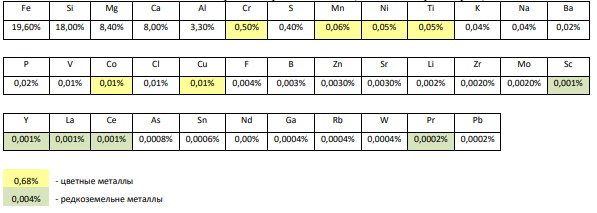 Fe Si Mg Ca Al Cr S Mn Ni Ti K Na Ba
19,60% 18,00% 8,40% 8,00% 3,30% 0,50% 0,40% 0,06% 0,05% 0,05% 0,04% 0,04% 0,02%
P V Co Cl Cu F B Zn Sr Li Zr Mo Sc
0,02% 0,01% 0,01% 0,01% 0,01% 0,004% 0,003% 0,0030% 0,0030% 0,002% 0,0020% 0,0020% 0,001%
Y La Ce As Sn Nd Ga Rb W Pr Pb
0,001% 0,001% 0,001% 0,0008% 0,0006% 0,00% 0,0004% 0,0004% 0,0004% 0,0002% 0,0002%
0,68% - цветные металлы
0,004% - редкоземельне металлы